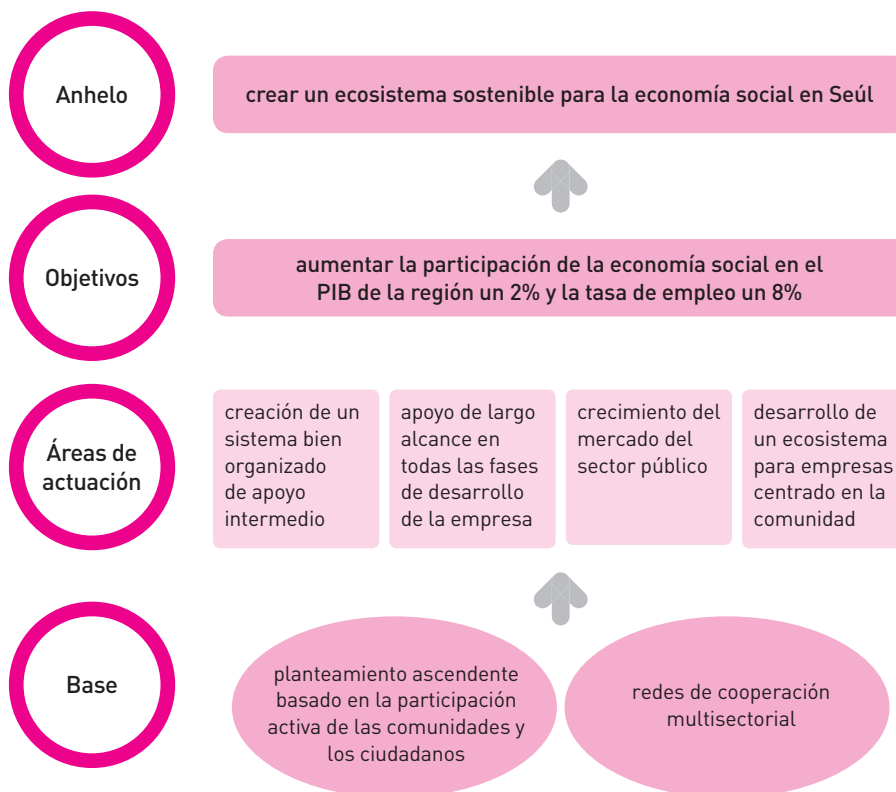 Anhelo
crear un ecosistema sostenible para la economía social en Seúl
Objetivos
aumentar la participación de la economía social en el
PIB de la región un 2% y la tasa de empleo un 8%
Áreas de
actuación
creación de un
sistema bien
organizado
de apoyo
intermedio
apoyo de largo
alcance en
todas las fases
de desarrollo
de la empresa
crecimiento del
mercado del
sector público
desarrollo de
un ecosistema
para empresas
centrado en la
comunidad
Base
planteamiento ascendente
basado en la participación
activa de las comunidades y
los ciudadanos
redes de cooperación
multisectorial